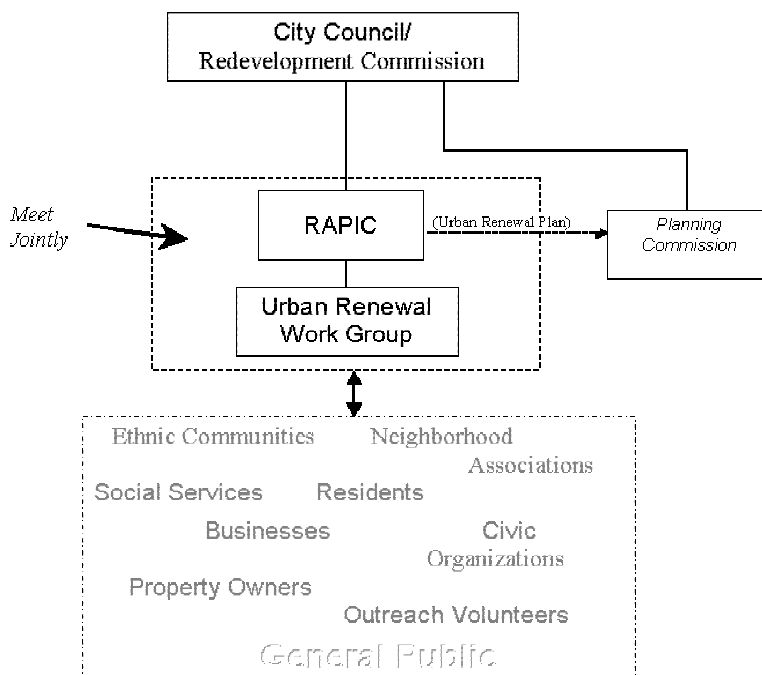 City Council/
Redevelopment Commission
Meet
Jointly
RAPIC
(Urban Renewal Plan)
Planning
Commission
Urban Renewal
Work Group
Ethnic Communities
Neighborhood
Associations
Social Services
Residents
Businesses
Civic
Organizations
Property Owners
Outreach Volunteers
General Public